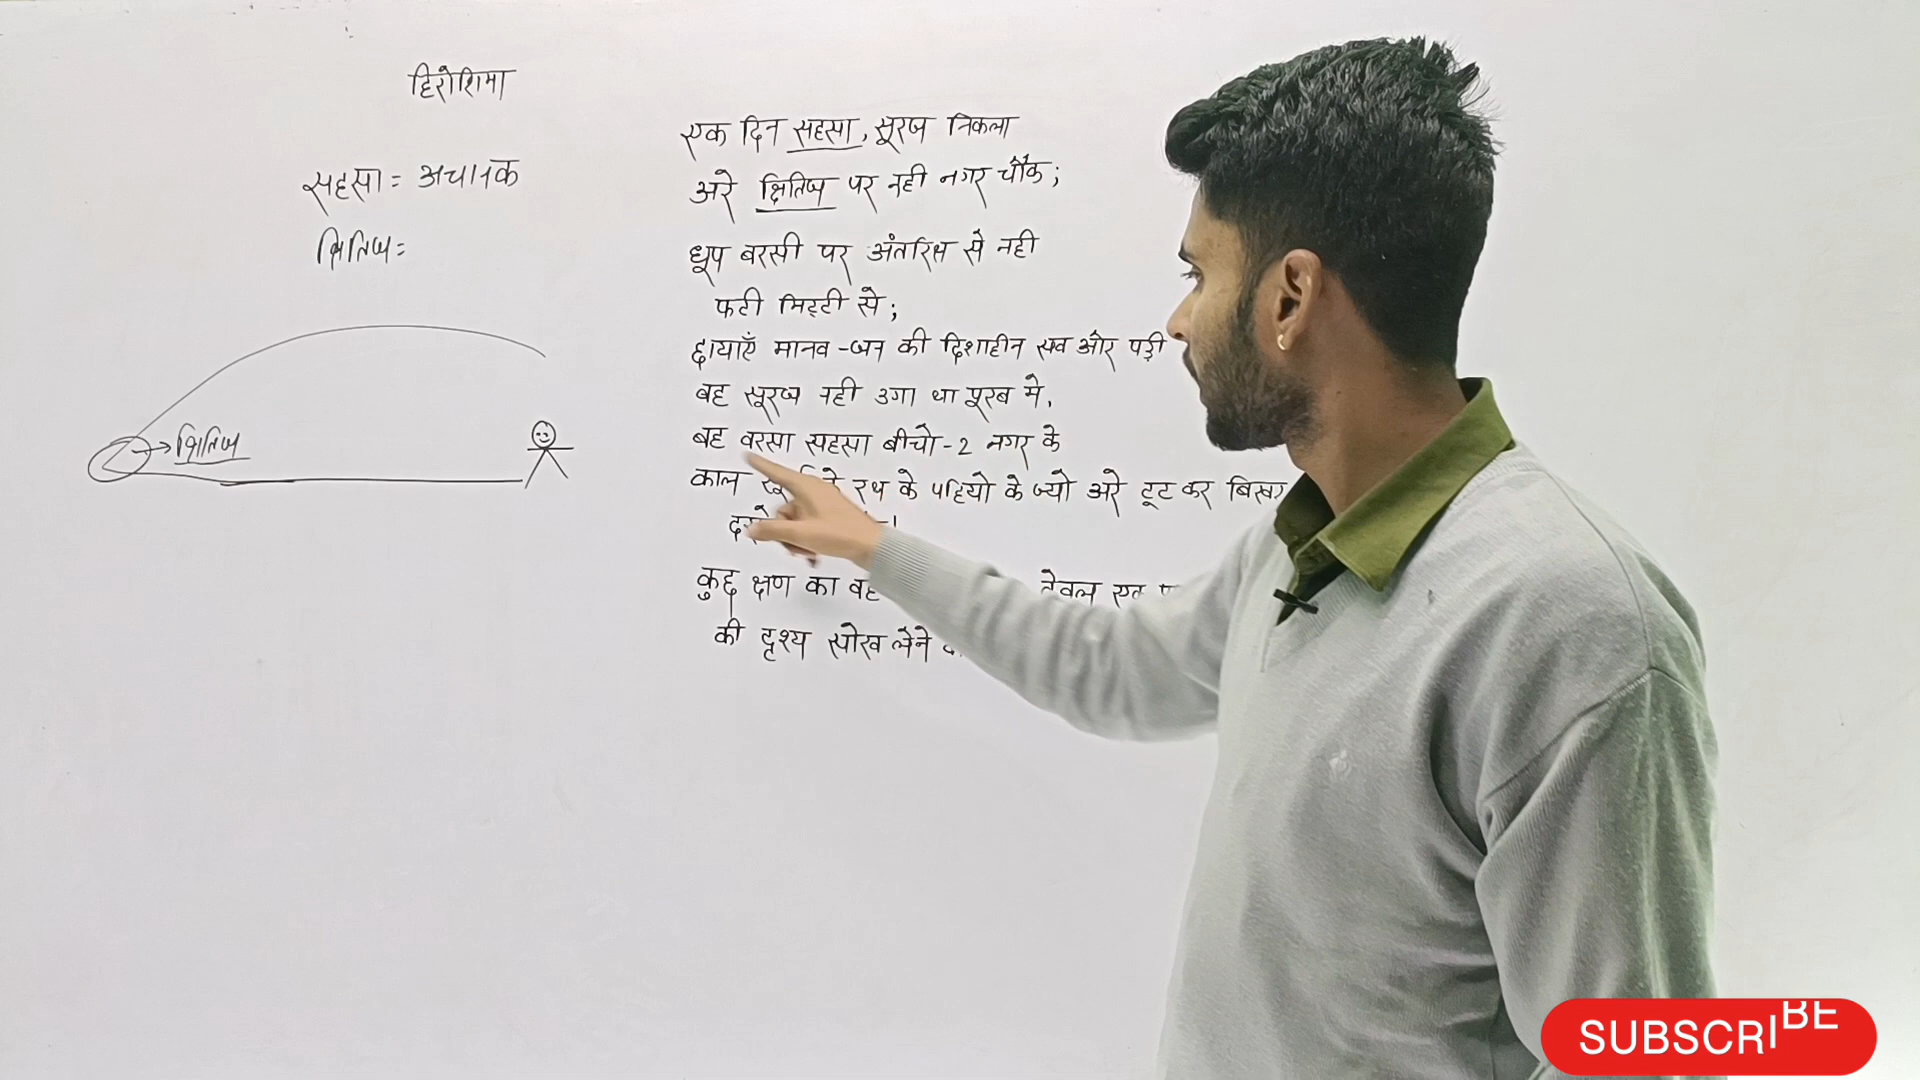 हिरोशिमा
सहसा = अचानक
क्षितिज =
क्षितिज
एक दिन सहसा, सूरज निकला
अरे क्षितिज पर नही नगर चौक;
धूप बरसी पर अंतरिक्ष से नही
फटी मिट्टी से;
छायाएँ मानव-जन की दिशाहीन सब ओर पड़ी
वह सूरज नही उगा था पूरब मे,
वह बरसा सहसा बीचो-2 नगर के
काल के रथ के पहियो के ज्यो अरे टूट कर बिखर
कुछ क्षण का वह
की दृश्य सोख लेने
SUBSCRIBE